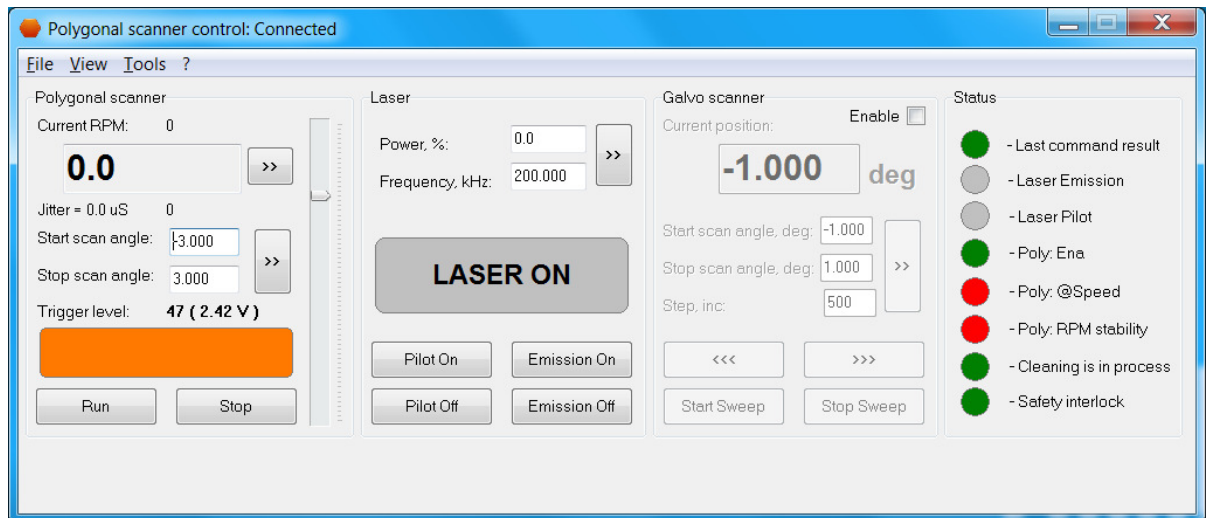 Polygonal scanner control: Connected
File View Tools ?
Polygonal scanner
Current RPM: 0
0.0
>>
Jitter = 0.0 uS 0
Start scan angle: -3.000
Stop scan angle: 3.000
>>
Trigger level: 47 ( 2.42 V )
Run Stop
Laser
Power, %: 0.0
Frequency, kHz: 200.000
>>
LASER ON
Pilot On Emission On
Pilot Off Emission Off
Galvo scanner
Enable
Current position:
-1.000 deg
Start scan angle, deg: -1.000
Stop scan angle, deg: 1.000
>>
Step, inc: 500
<<< >>>
Start Sweep Stop Sweep
Status
- Last command result
- Laser Emission
- Laser Pilot
- Poly: Ena
- Poly: @Speed
- Poly: RPM stability
- Cleaning is in process
- Safety interlock